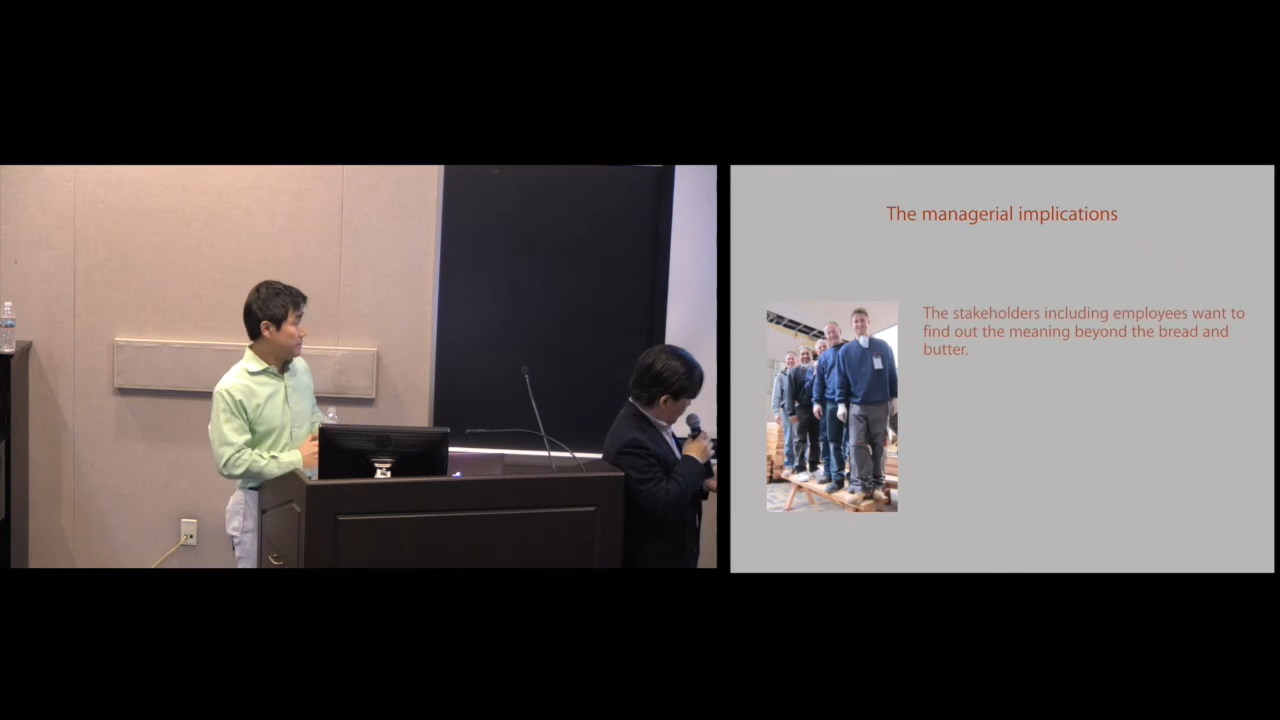 The managerial implications
The stakeholders including employees want to
find out the meaning beyond the bread and
butter.